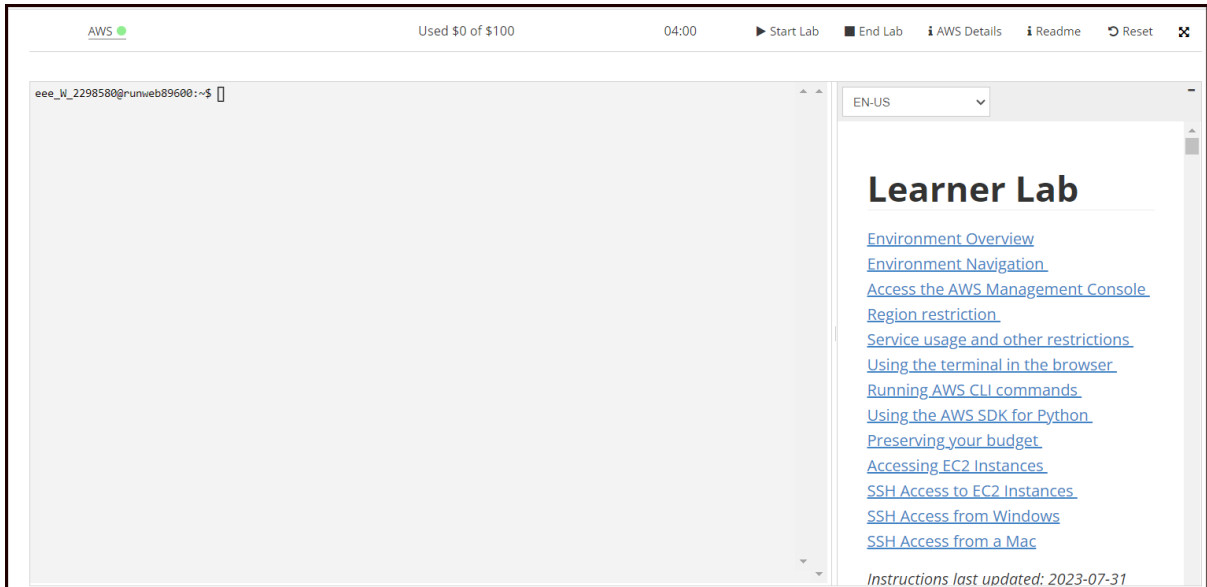 AWS Used $0 of $100 04:00 Start Lab End Lab AWS Details Readme Reset
eee_W_2298580@runweb89600:~$
EN-US
Learner Lab
Environment Overview
Environment Navigation
Access the AWS Management Console
Region restriction
Service usage and other restrictions
Using the terminal in the browser
Running AWS CLI commands
Using the AWS SDK for Python
Preserving your budget
Accessing EC2 Instances
SSH Access to EC2 Instances
SSH Access from Windows
SSH Access from a Mac
Instructions last updated: 2023-07-31